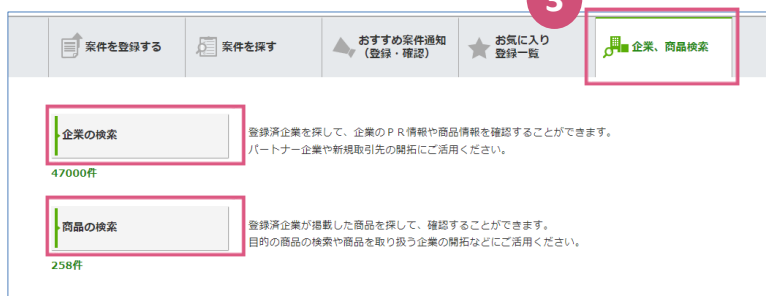 3
案件を登録する
案件を探す
おすすめ案件通知
(登録・確認)
お気に入り
登録一覧
企業、商品検索
企業の検索
登録済企業を探して、企業のPR情報や商品情報を確認することができます。
パートナー企業や新規取引先の開拓にご活用ください。
47000件
商品の検索
登録済企業が掲載した商品を探して、確認することができます。
目的の商品の検索や商品を取り扱う企業の開拓などにご活用ください。
258件